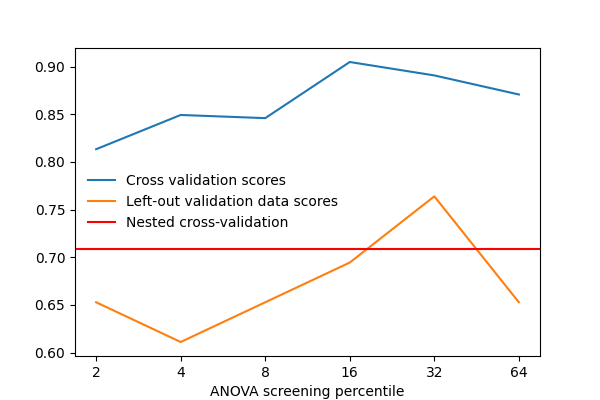 0.90
0.85
0.80
0.75
0.70
0.65
0.60
Cross validation scores
Left-out validation data scores
Nested cross-validation
2 4 8 16 32 64
ANOVA screening percentile